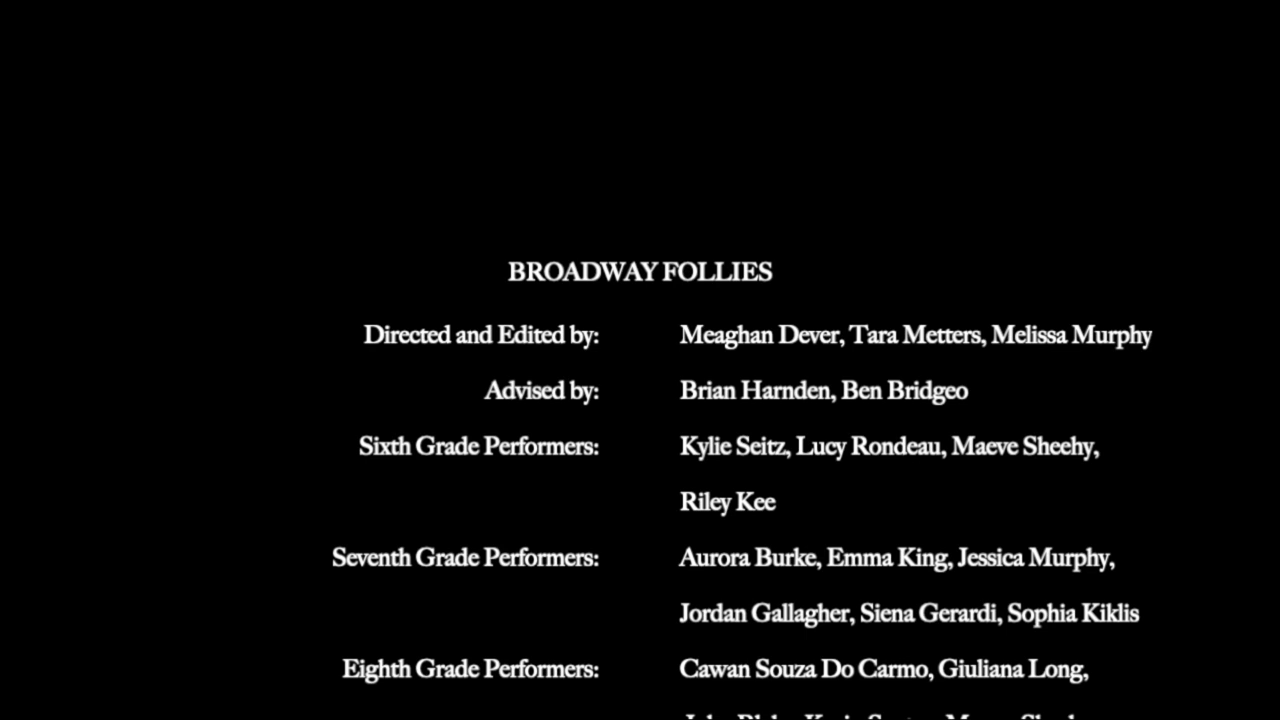 BROADWAY FOLLIES
Directed and Edited by: Meaghan Dever, Tara Metters, Melissa Murphy
Advised by: Brian Harnden, Ben Bridgeo
Sixth Grade Performers: Kylie Seitz, Lucy Rondeau, Maeve Sheehy,
Riley Kee
Seventh Grade Performers: Aurora Burke, Emma King, Jessica Murphy,
Jordan Gallagher, Siena Gerardi, Sophia Kiklis
Eighth Grade Performers: Cawan Souza Do Carmo, Giuliana Long,